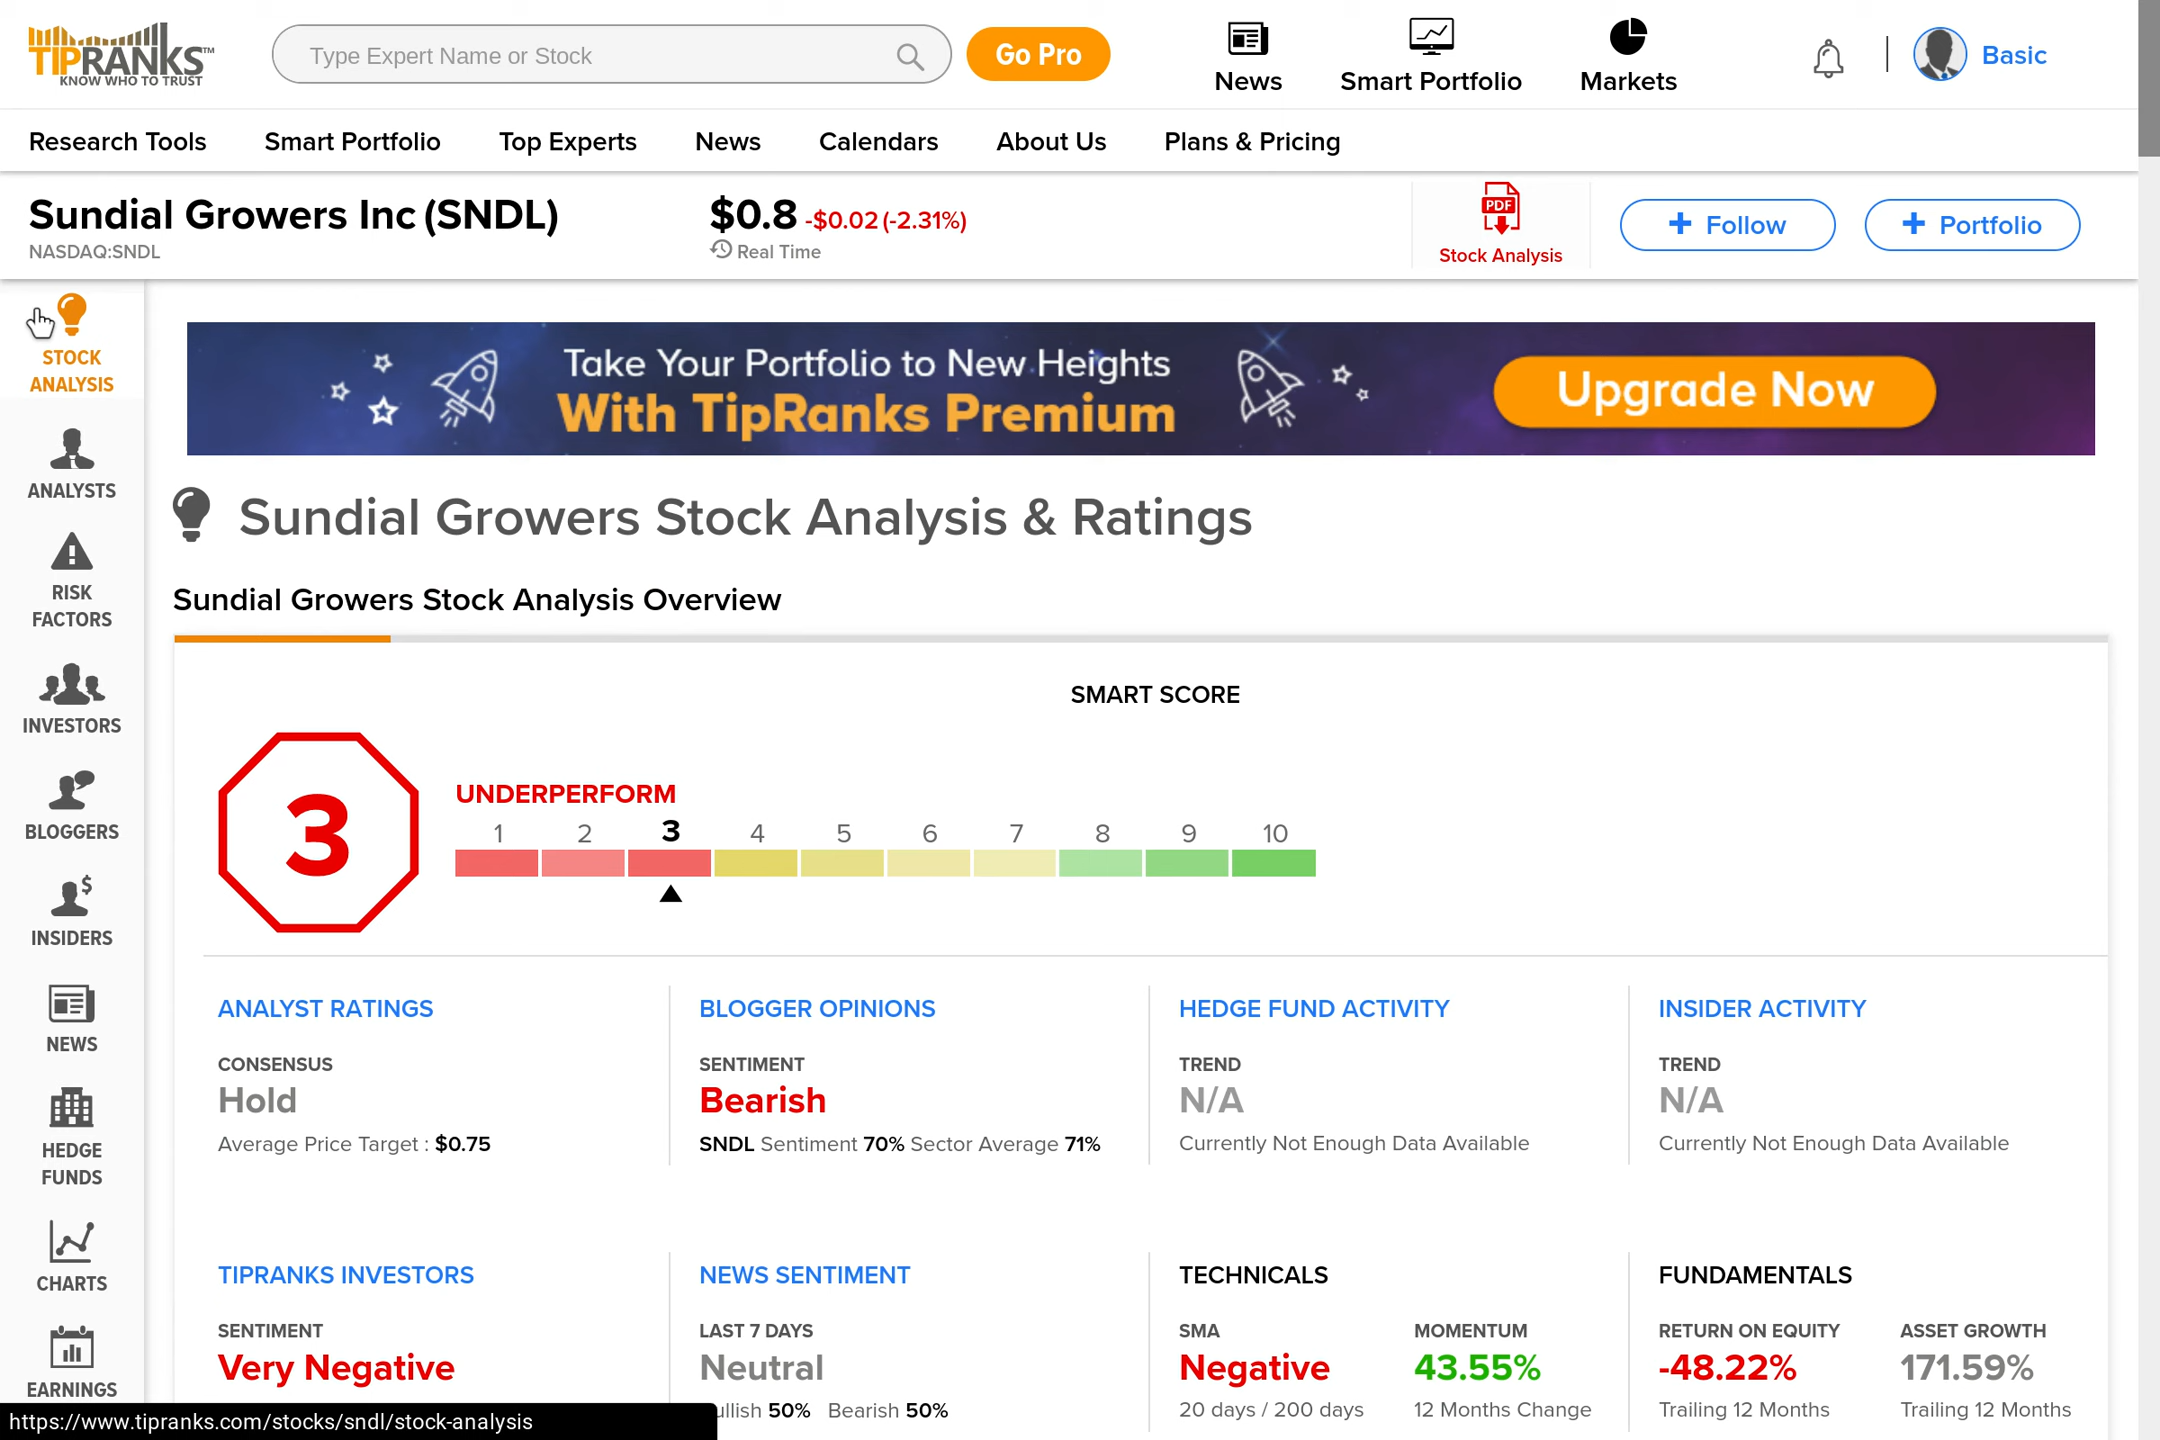 TIPRANKS™
KNOW WHO TO TRUST
Type Expert Name or Stock
Go Pro
News
Smart Portfolio
Markets
Basic
Research Tools
Smart Portfolio
Top Experts
News
Calendars
About Us
Plans & Pricing
Sundial Growers Inc (SNDL)
NASDAQ:SNDL
$0.8 -$0.02 (-2.31%)
Real Time
PDF
Stock Analysis
+ Follow
+ Portfolio
STOCK
ANALYSIS
ANALYSTS
RISK
FACTORS
INVESTORS
BLOGGERS
$
INSIDERS
NEWS
HEDGE
FUNDS
CHARTS
EARNINGS
Take Your Portfolio to New Heights
With TipRanks Premium
Upgrade Now
Sundial Growers Stock Analysis & Ratings
Sundial Growers Stock Analysis Overview
SMART SCORE
3
UNDERPERFORM
1 2 3 4 5 6 7 8 9 10
ANALYST RATINGS
CONSENSUS
Hold
Average Price Target : $0.75
BLOGGER OPINIONS
SENTIMENT
Bearish
SNDL Sentiment 70% Sector Average 71%
HEDGE FUND ACTIVITY
TREND
N/A
Currently Not Enough Data Available
INSIDER ACTIVITY
TREND
N/A
Currently Not Enough Data Available
TIPRANKS INVESTORS
SENTIMENT
Very Negative
NEWS SENTIMENT
LAST 7 DAYS
Neutral
ullish 50% Bearish 50%
TECHNICALS
SMA
Negative
20 days / 200 days
MOMENTUM
43.55%
12 Months Change
FUNDAMENTALS
RETURN ON EQUITY
-48.22%
Trailing 12 Months
ASSET GROWTH
171.59%
Trailing 12 Months
https://www.tipranks.com/stocks/sndl/stock-analysis